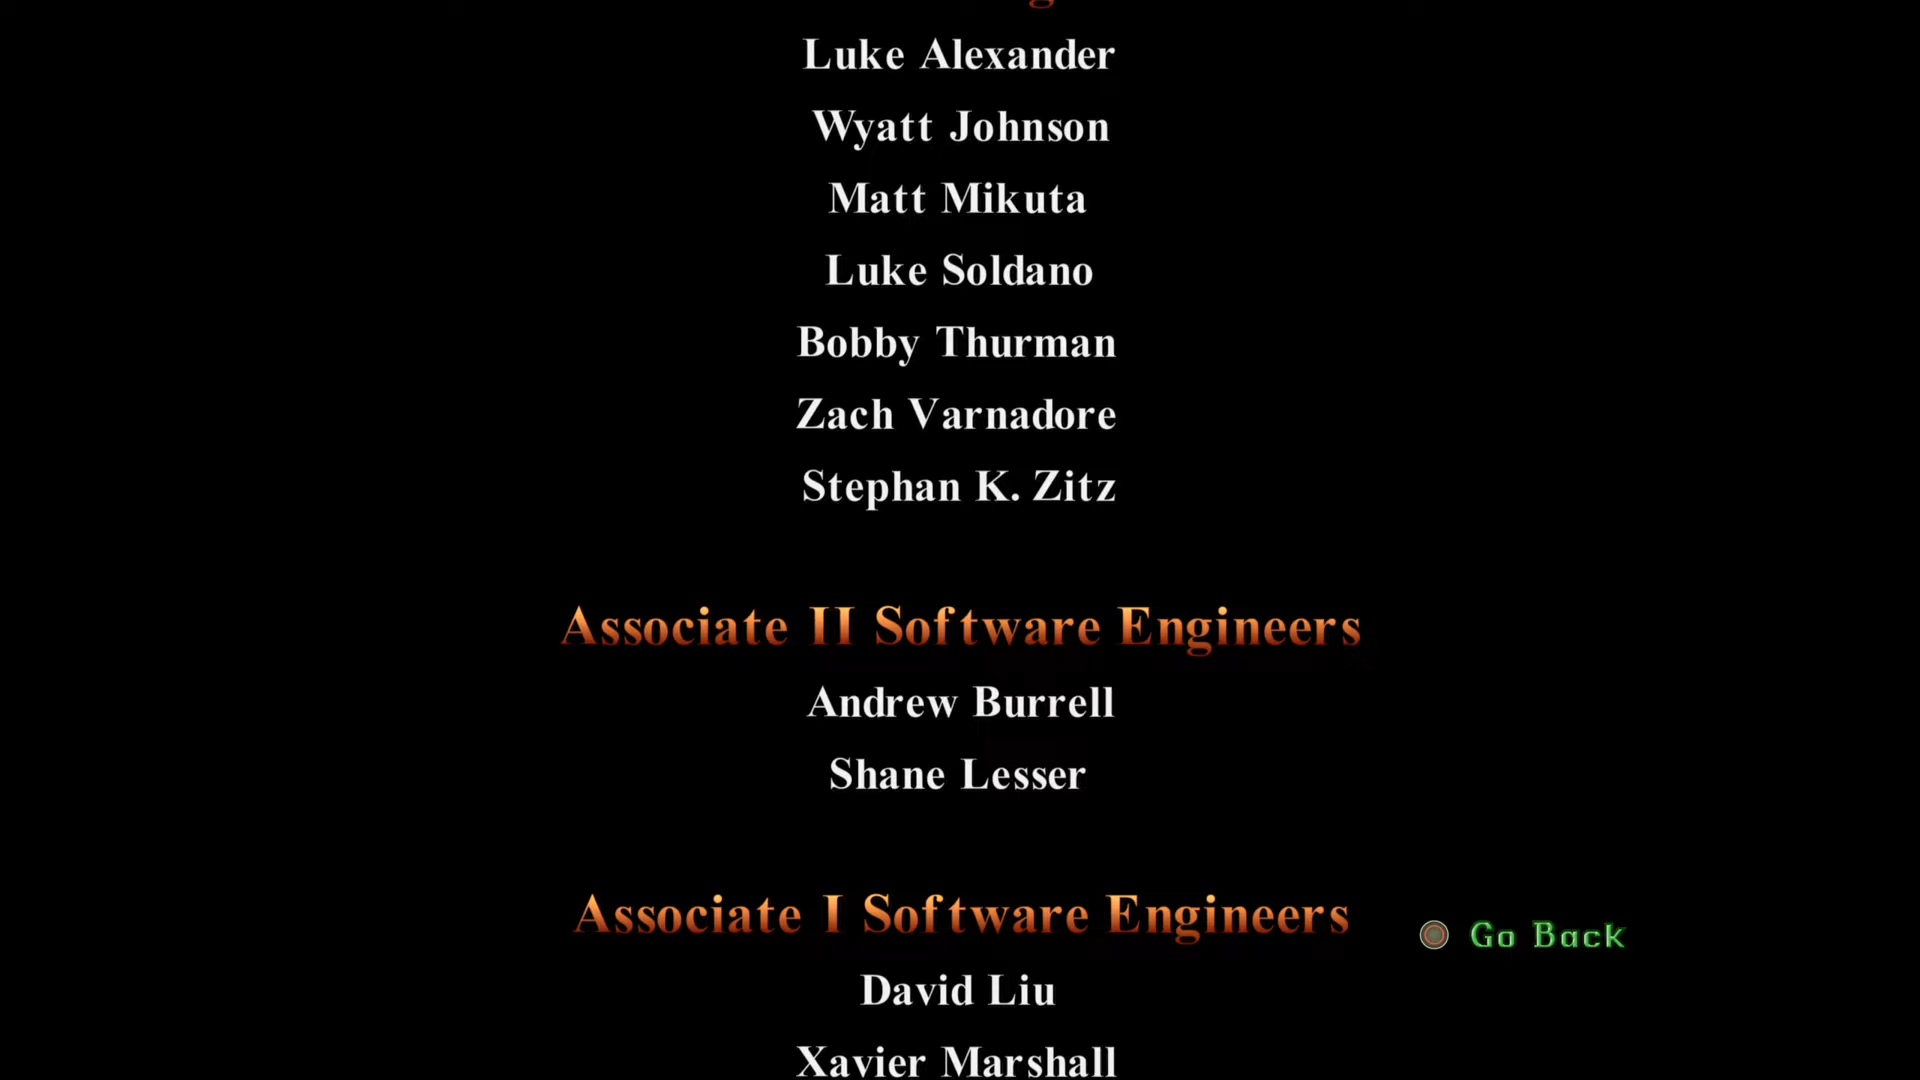 Luke Alexander
Wyatt Johnson
Matt Mikuta
Luke Soldano
Bobby Thurman
Zach Varnadore
Stephan K. Zitz
Associate II Software Engineers
Andrew Burrell
Shane Lesser
Associate I Software Engineers
Go Back
David Liu
Xavier Marshall